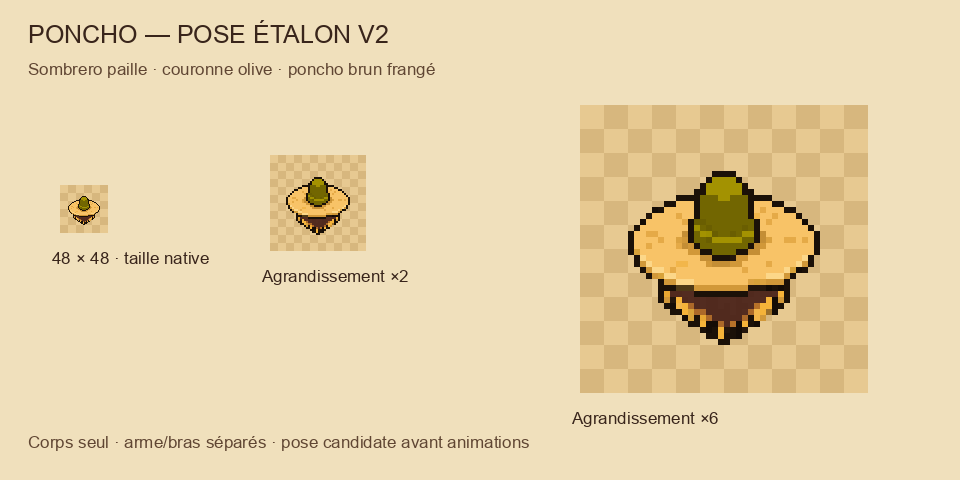 PONCHO — POSE ÉTALON V2
Sombrero paille · couronne olive · poncho brun frangé
48 × 48 · taille native
Agrandissement ×2
Agrandissement ×6
Corps seul · arme/bras séparés · pose candidate avant animations